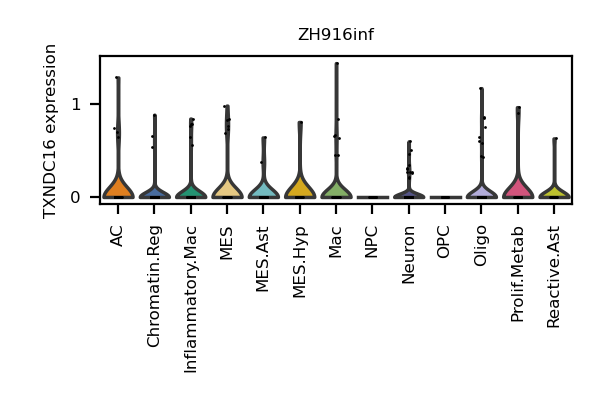 ZH916inf
TXNDC16 expression
1
0
AC
Chromatin.Reg
Inflammatory.Mac
MES
MES.Ast
MES.Hyp
Mac
NPC
Neuron
OPC
Oligo
Prolif.Metab
Reactive.Ast